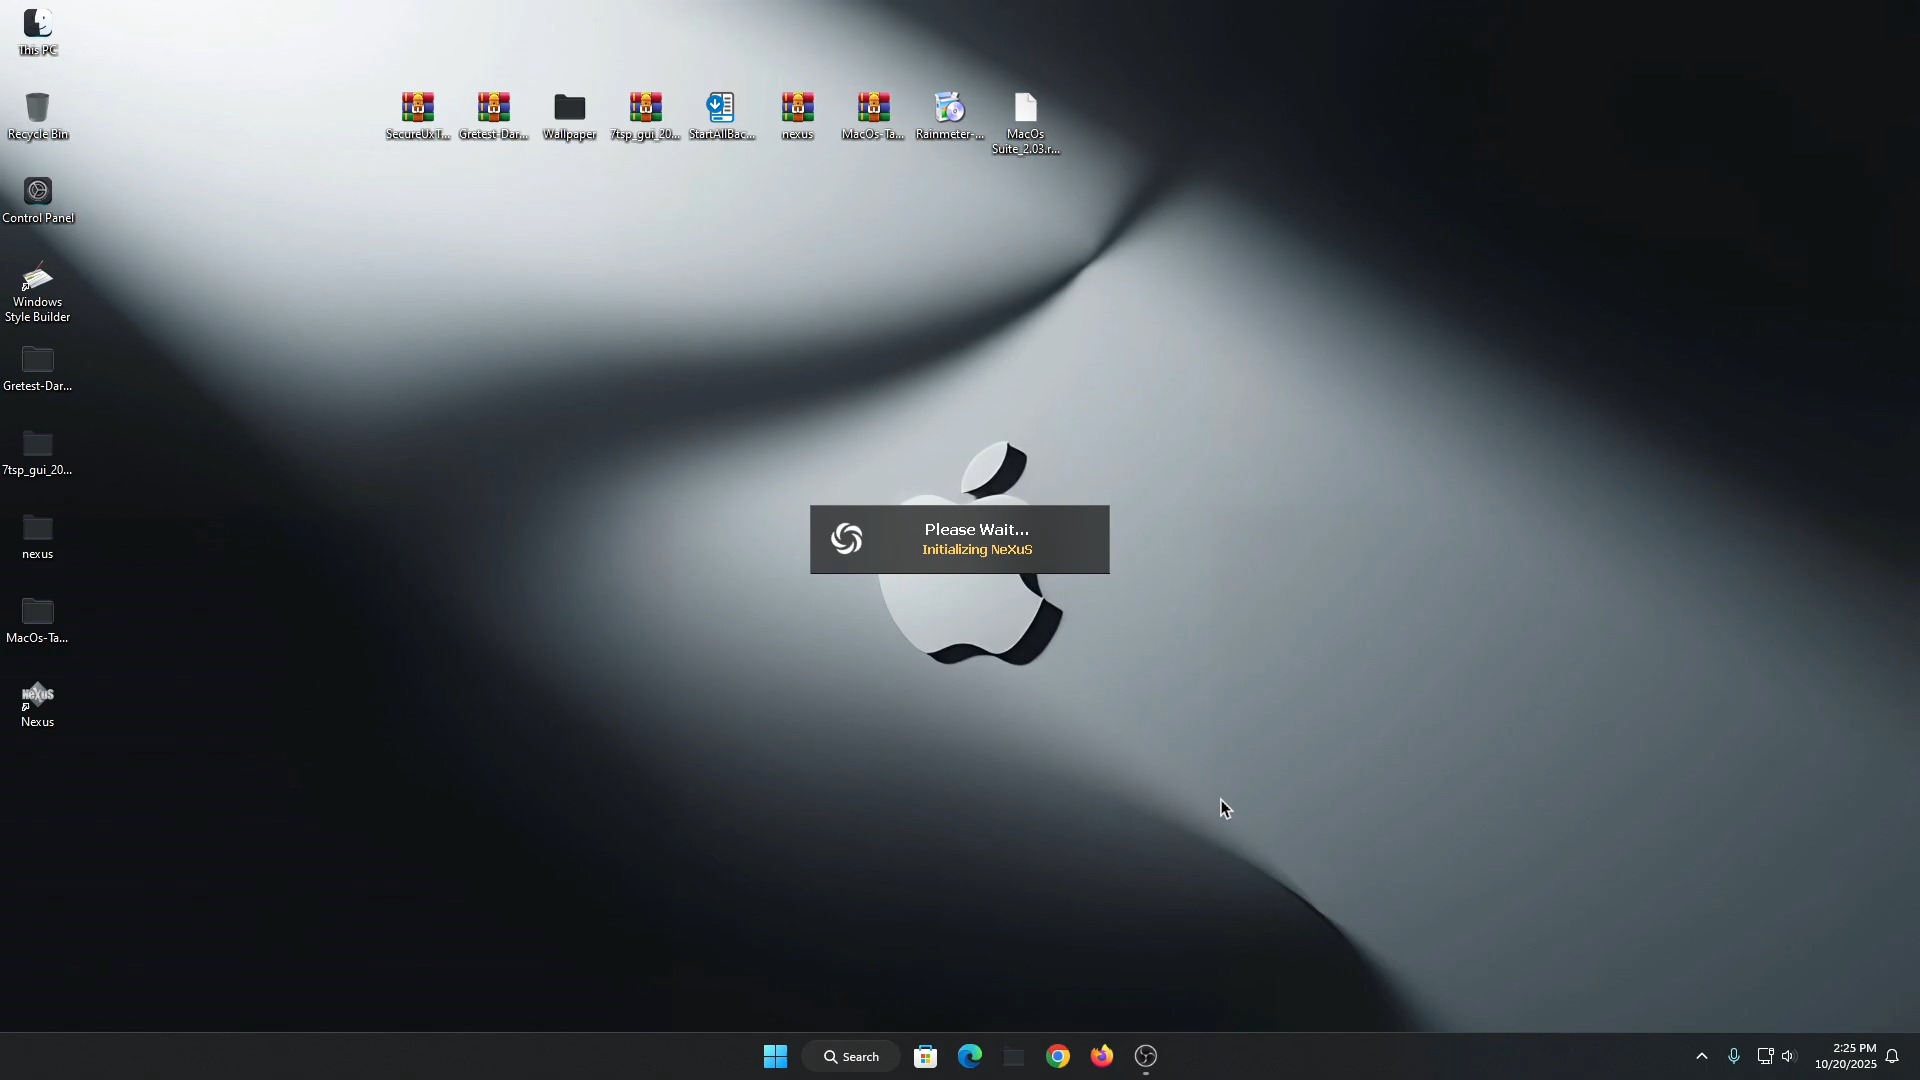 This PC
Recycle Bin
Control Panel
Windows
Style Builder
Gretest-Dar...
7tsp_gui_20...
nexus
MacOs-Ta...
NeXuS
Nexus
SecureUxT...
Gretest-Dar...
Wallpaper
7tsp_gui_20...
StartAllBac...
nexus
MacOs-Ta...
Rainmeter-...
MacOs
Suite_2.03.r...
Please Wait...
Initializing NeXuS
Search
2:25 PM
10/20/2025